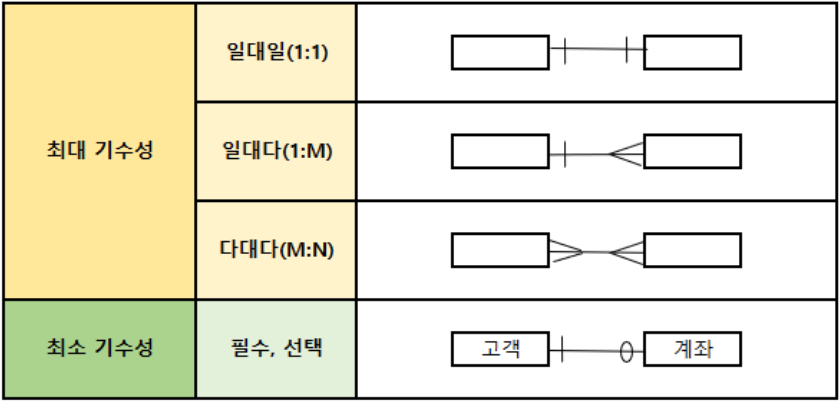 최대 기수성
일대일(1:1)
일대다(1:M)
다대다(M:N)
최소 기수성
필수, 선택
고객
계좌